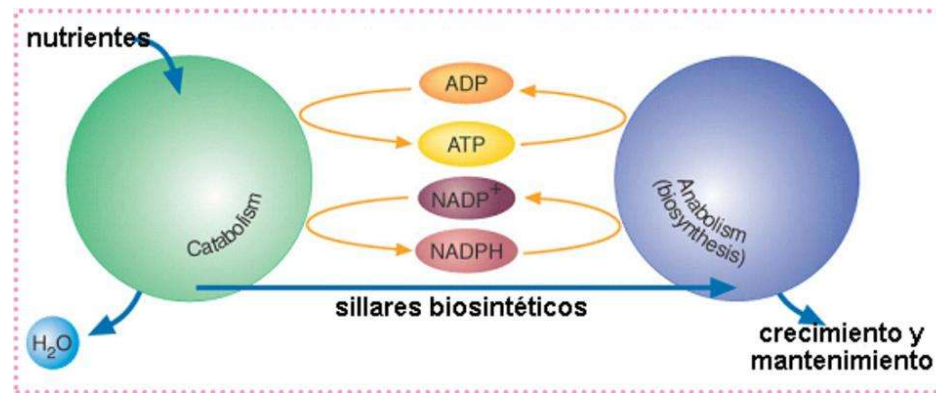 nutrientes
ADP
ATP
NADP+
NADPH
Catabolism
Anabolism
(biosynthesis)
sillares biosintéticos
H₂O
crecimiento y
mantenimiento